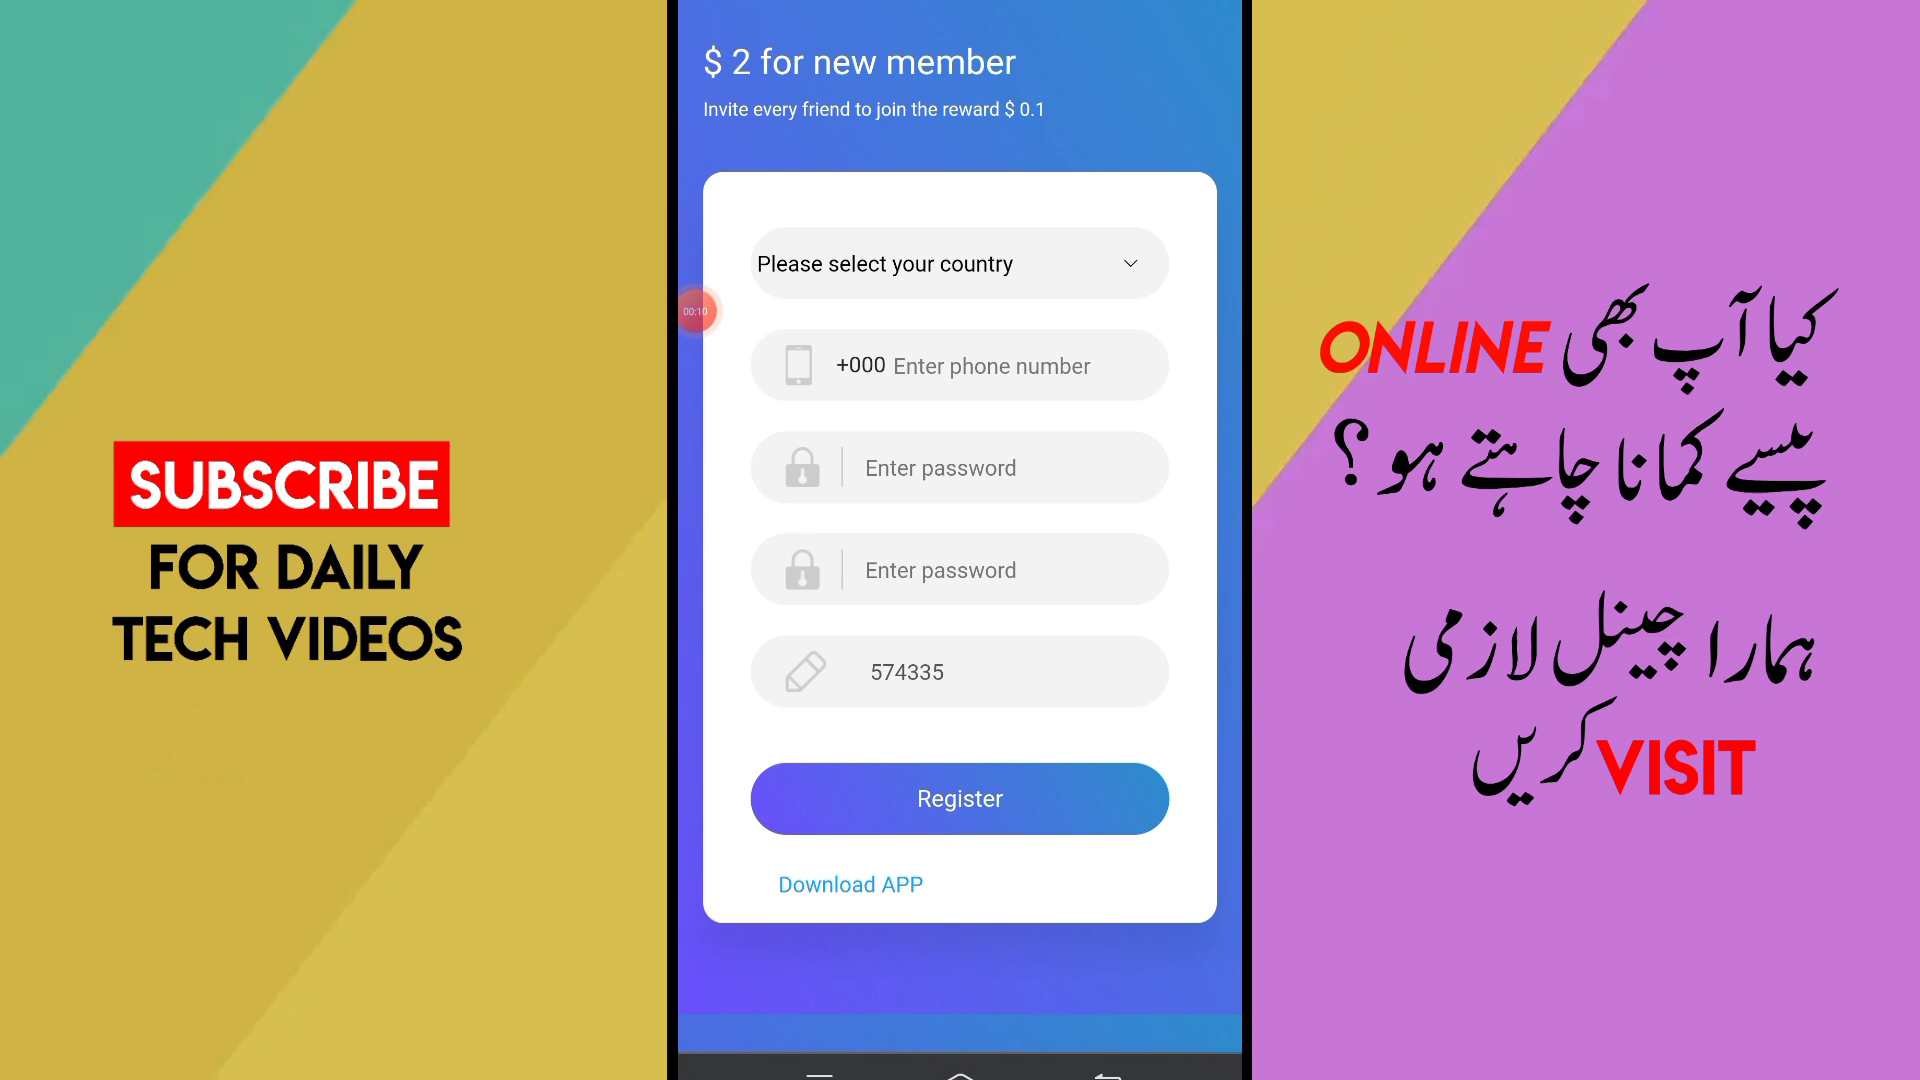 SUBSCRIBE
FOR DAILY
TECH VIDEOS
$ 2 for new member
Invite every friend to join the reward $ 0.1
Please select your country
00:10
+000 Enter phone number
Enter password
Enter password
574335
Register
Download APP
کیا آپ بھی ONLINE
پیسے کمانا چاہتے ہو ؟
ہمارا چینل لازمی
VISIT کریں